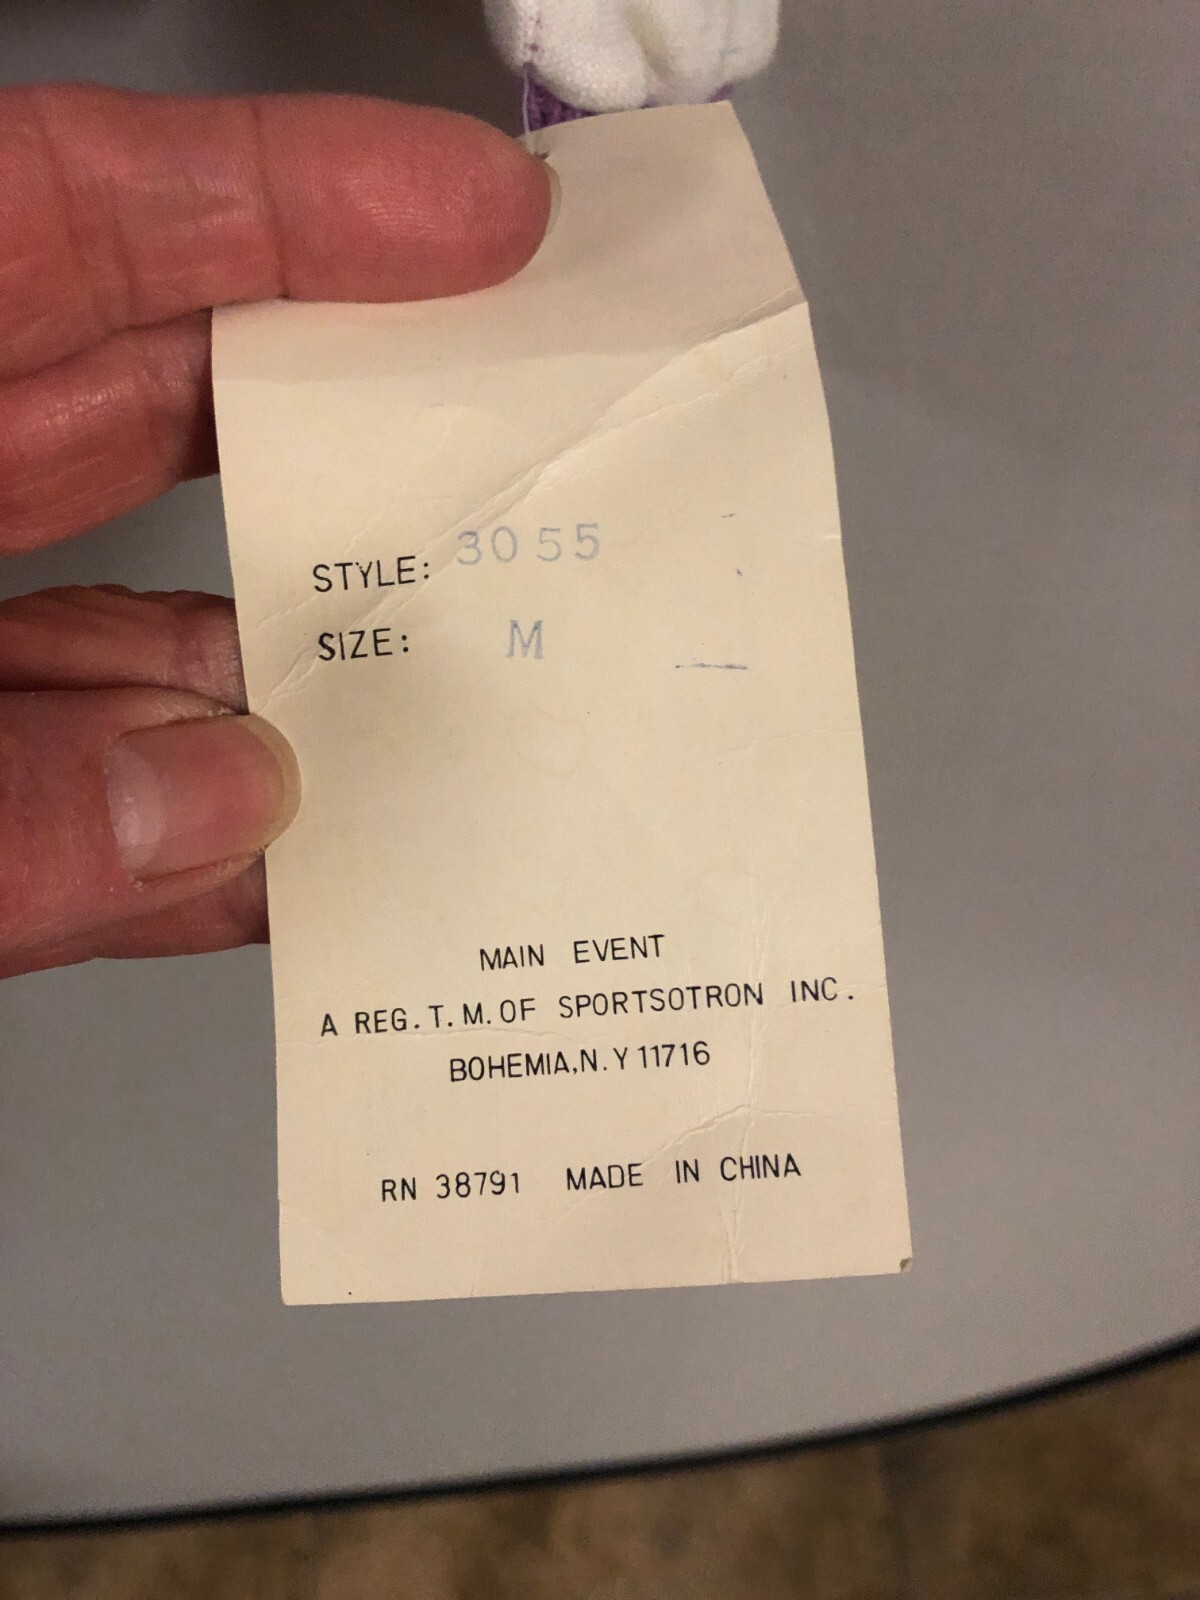 STYLE: 3055
SIZE: M
MAIN EVENT
A REG. T. M. OF SPORTSOTRON INC.
BOHEMIA, N. Y 11716
RN 38791 MADE IN CHINA